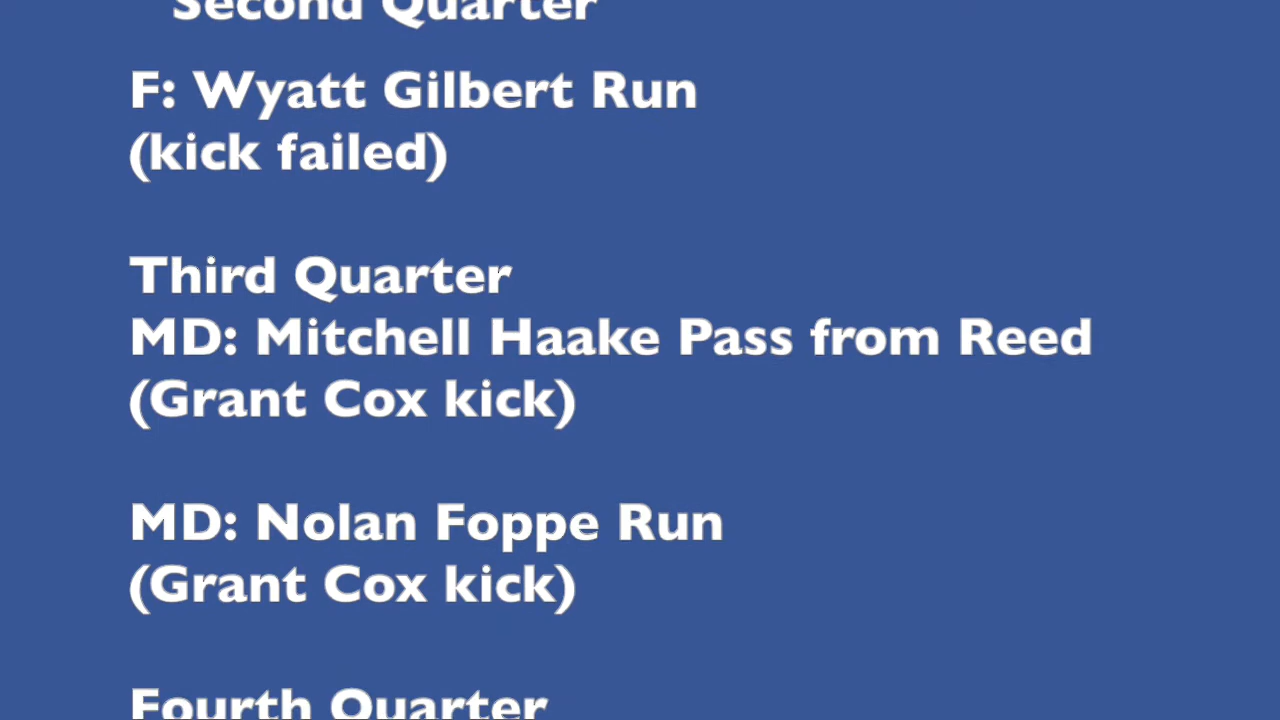 Second Quarter
F: Wyatt Gilbert Run
(kick failed)
Third Quarter
MD: Mitchell Haake Pass from Reed
(Grant Cox kick)
MD: Nolan Foppe Run
(Grant Cox kick)
Fourth Quarter